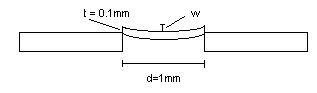 t = 0.1mm
w
d=1mm